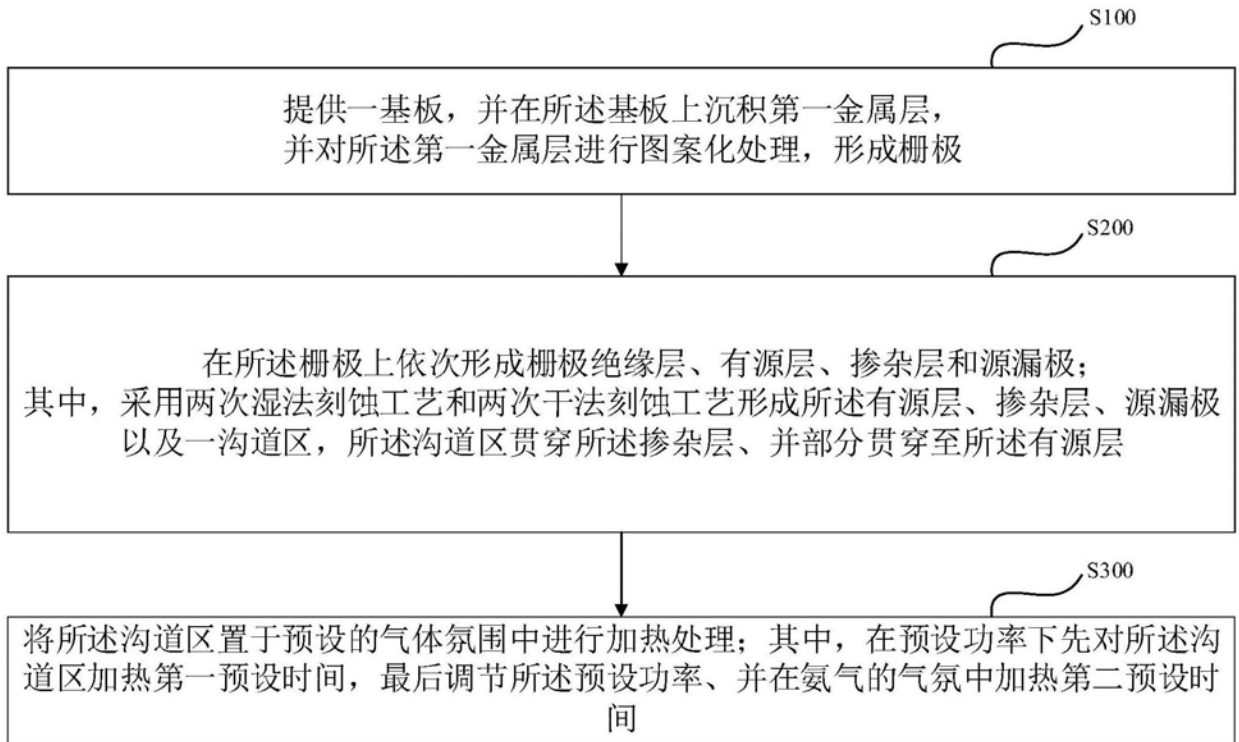 S100
提供一基板，并在所述基板上沉积第一金属层，
并对所述第一金属层进行图案化处理，形成栅极
S200
在所述栅极上依次形成栅极绝缘层、有源层、掺杂层和源漏极；
其中，采用两次湿法刻蚀工艺和两次干法刻蚀工艺形成所述有源层、掺杂层、源漏极
以及一沟道区，所述沟道区贯穿所述掺杂层、并部分贯穿至所述有源层
S300
将所述沟道区置于预设的气体氛围中进行加热处理；其中，在预设功率下先对所述沟
道区加热第一预设时间，最后调节所述预设功率、并在氨气的气氛中加热第二预设时
间